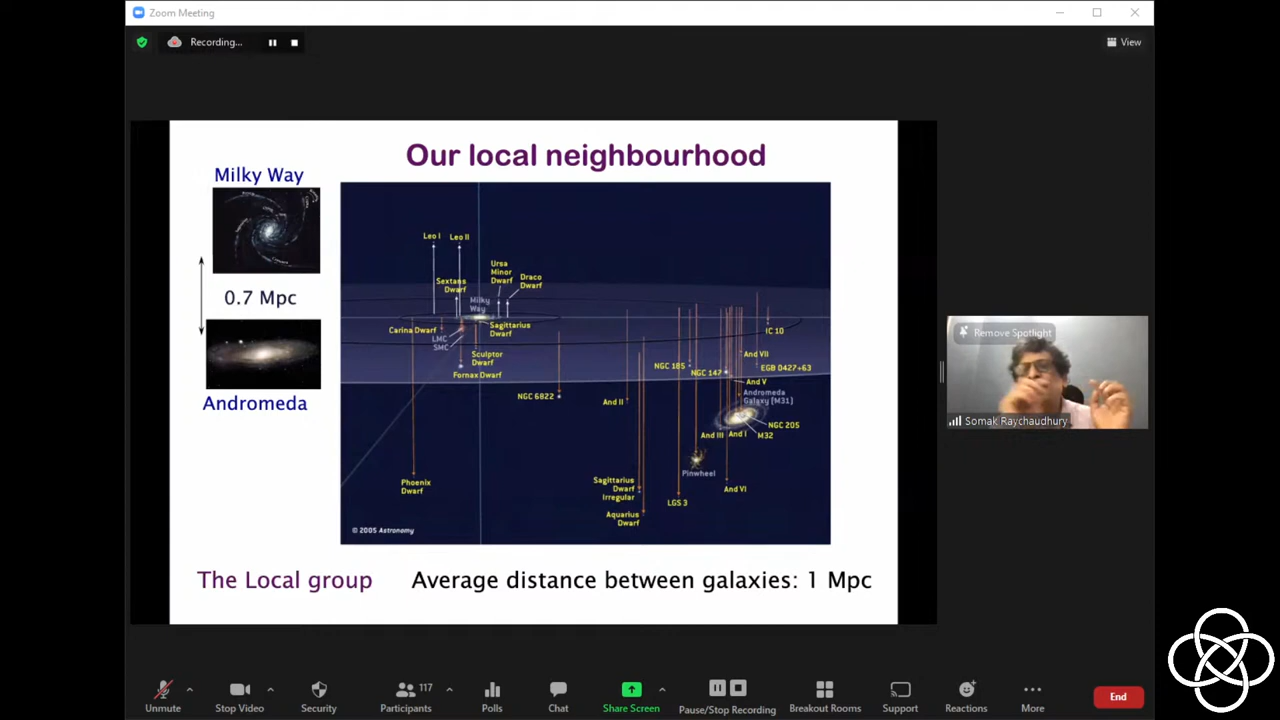 Zoom Meeting
Recording...
View
Our local neighbourhood
Milky Way
0.7 Mpc
Andromeda
Leo I
Leo II
Ursa
Minor
Dwarf
Draco
Dwarf
Sextans
Dwarf
Milky
Way
Carina Dwarf
LMC
SMC
Sagittarius
Dwarf
Sculptor
Dwarf
Fornax Dwarf
IC 10
And VII
NGC 185
NGC 147
EGB 0427+63
And V
NGC 6822
And II
Andromeda
Galaxy (M31)
NGC 205
And III
And I
M32
Pinwheel
Phoenix
Dwarf
Sagittarius
Dwarf
Irregular
And VI
LGS 3
Aquarius
Dwarf
© 2005 Astronomy
The Local group
Average distance between galaxies: 1 Mpc
Remove Spotlight
Somak Raychaudhury
Unmute
Stop Video
Security
Participants
117
Polls
Chat
Share Screen
Pause/Stop Recording
Breakout Rooms
Support
Reactions
More
End